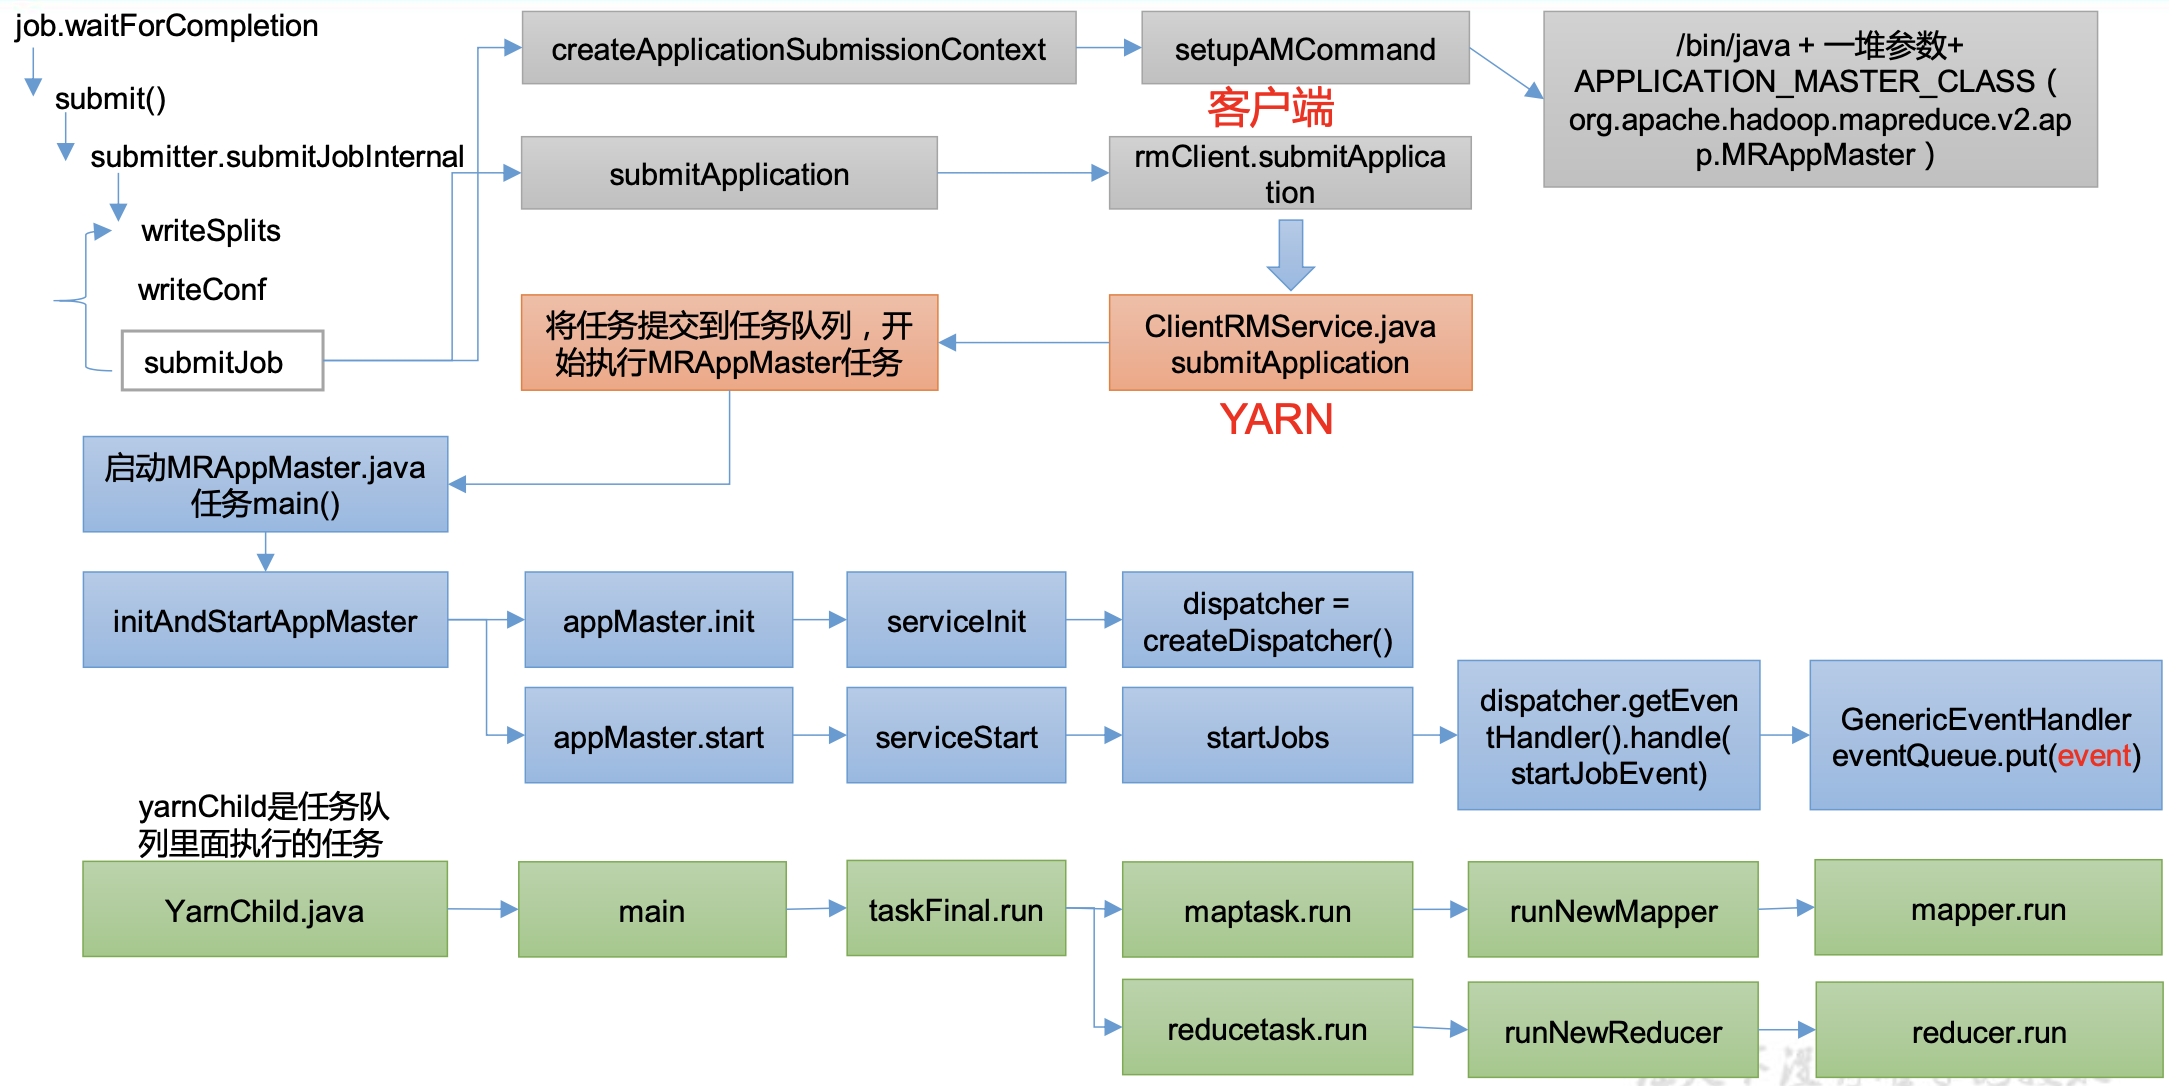 job.waitForCompletion
submit()
submitter.submitJobInternal
writeSplits
writeConf
submitJob
createApplicationSubmissionContext
setupAMCommand
/bin/java + 一堆参数+
APPLICATION_MASTER_CLASS (
org.apache.hadoop.mapreduce.v2.ap
p.MRAppMaster )
客户端
submitApplication
rmClient.submitApplica
tion
将任务提交到任务队列，开
始执行MRAppMaster任务
ClientRMService.java
submitApplication
YARN
启动MRAppMaster.java
任务main()
initAndStartAppMaster
appMaster.init
serviceInit
dispatcher =
createDispatcher()
appMaster.start
serviceStart
startJobs
dispatcher.getEven
tHandler().handle(
startJobEvent)
GenericEventHandler
eventQueue.put(event)
yarnChild是任务队
列里面执行的任务
YarnChild.java
main
taskFinal.run
maptask.run
runNewMapper
mapper.run
reducetask.run
runNewReducer
reducer.run